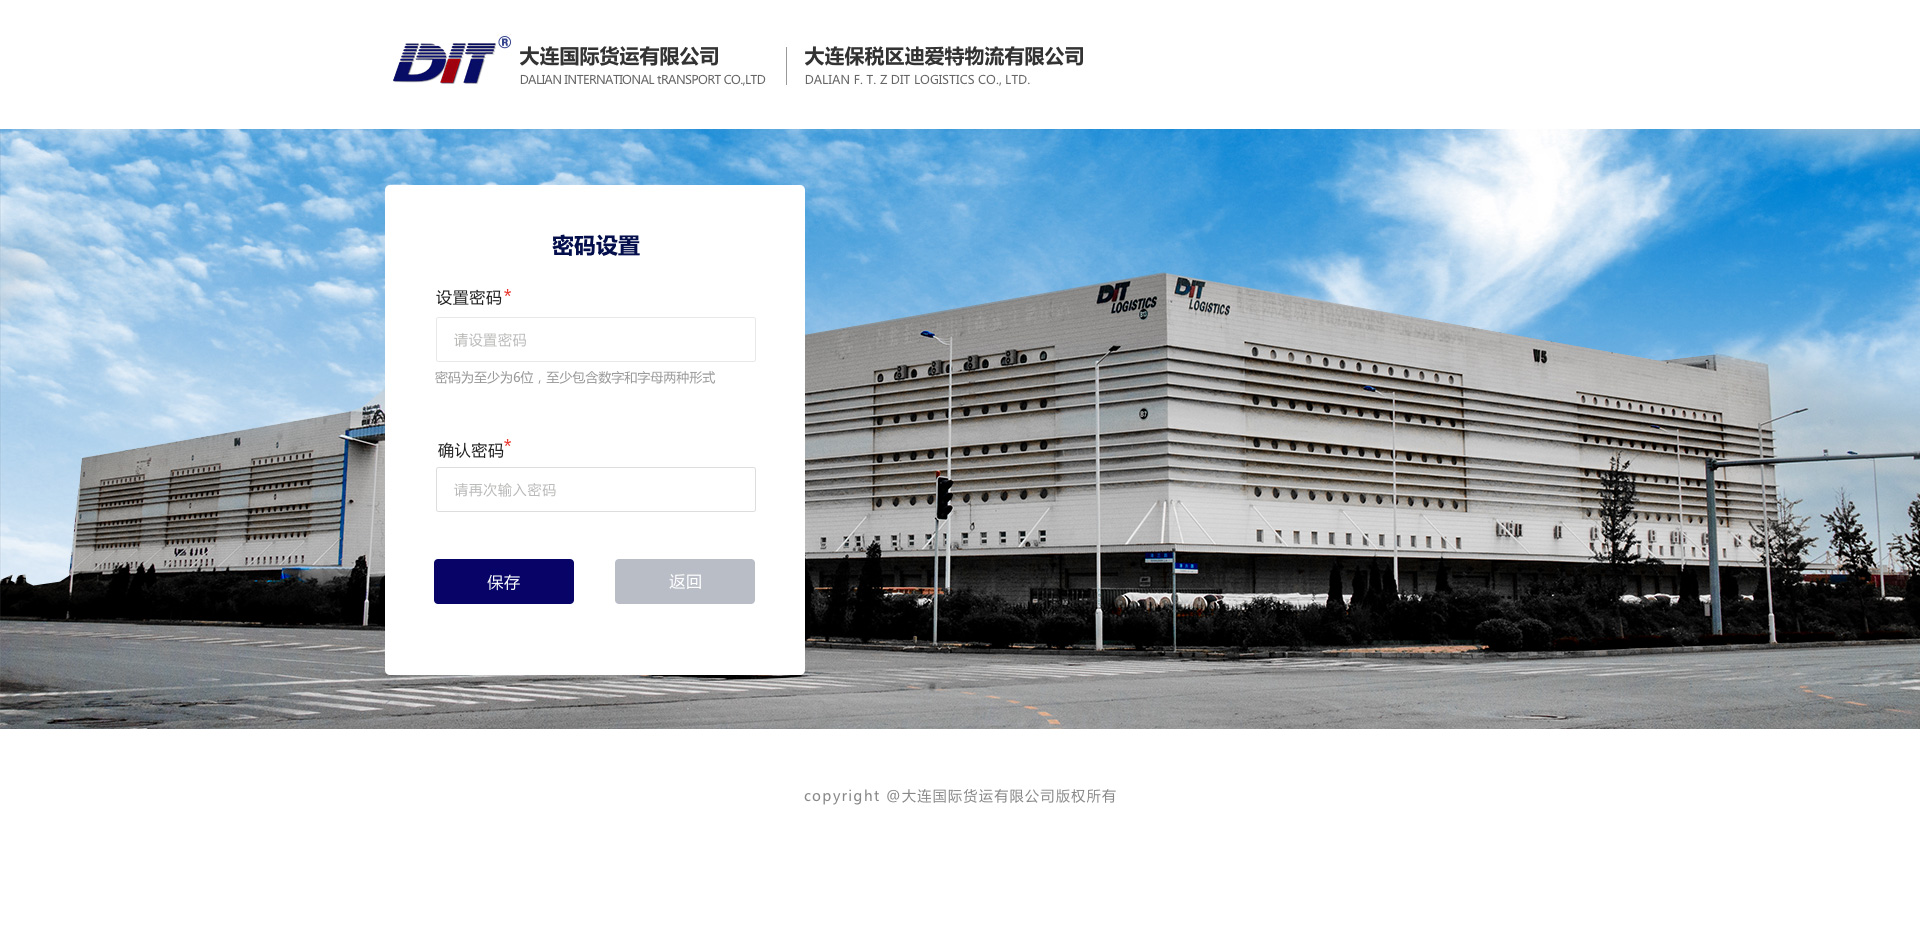 DIT®
大连国际货运有限公司
DALIAN INTERNATIONAL tRANSPORT CO.,LTD
大连保税区迪爱特物流有限公司
DALIAN F. T. Z DIT LOGISTICS CO., LTD.
密码设置
设置密码*
请设置密码
密码为至少为6位，至少包含数字和字母两种形式
确认密码*
请再次输入密码
保存
返回
DIT
LOGISTICS
DIT
LOGISTICS
W5
copyright @大连国际货运有限公司版权所有